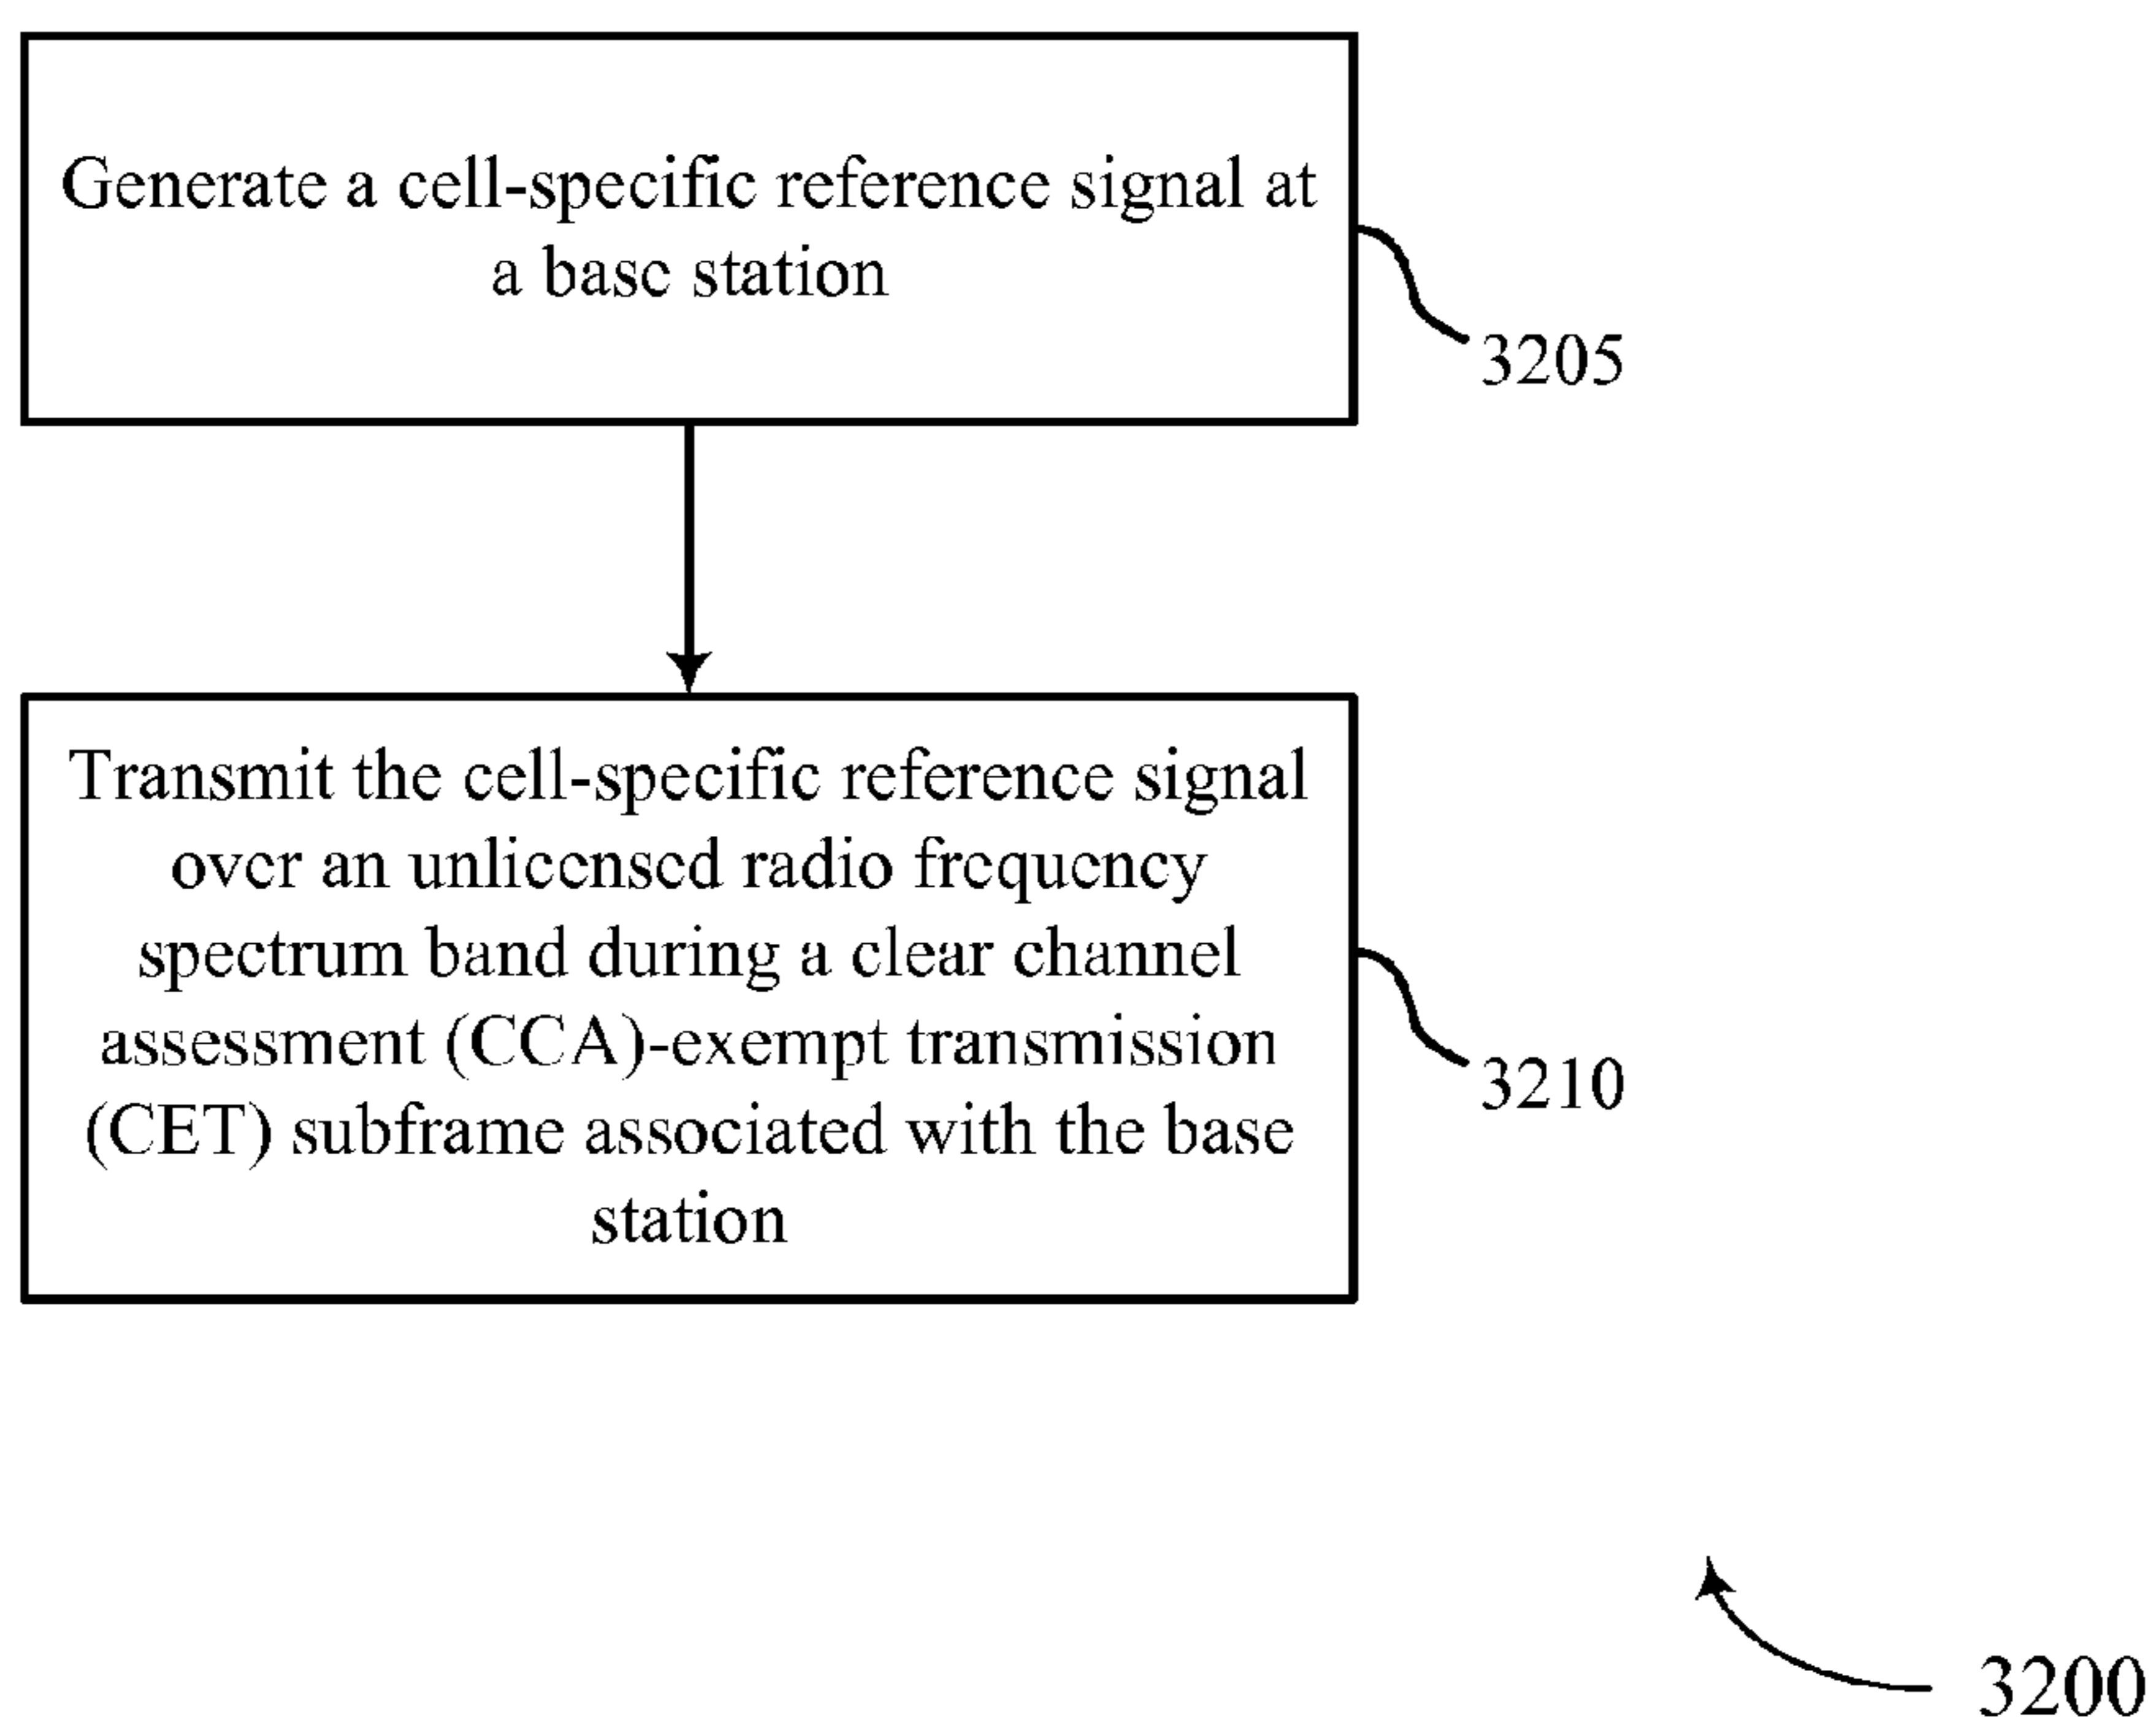 Generate a cell-specific reference signal at
a base station
3205
Transmit the cell-specific reference signal
over an unlicensed radio frequency
spectrum band during a clear channel
assessment (CCA)-exempt transmission
(CET) subframe associated with the base
station
3210
3200